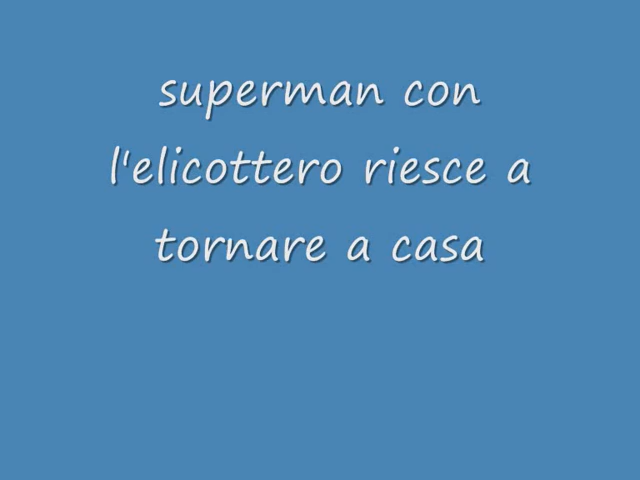 superman con
l'elicottero riesce a
tornare a casa